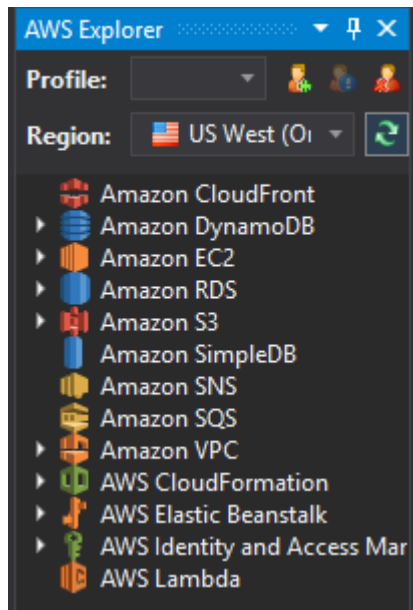 AWS Explorer
Profile:
Region: US West (Or
Amazon CloudFront
Amazon DynamoDB
Amazon EC2
Amazon RDS
Amazon S3
Amazon SimpleDB
Amazon SNS
Amazon SQS
Amazon VPC
AWS CloudFormation
AWS Elastic Beanstalk
AWS Identity and Access Mar
AWS Lambda